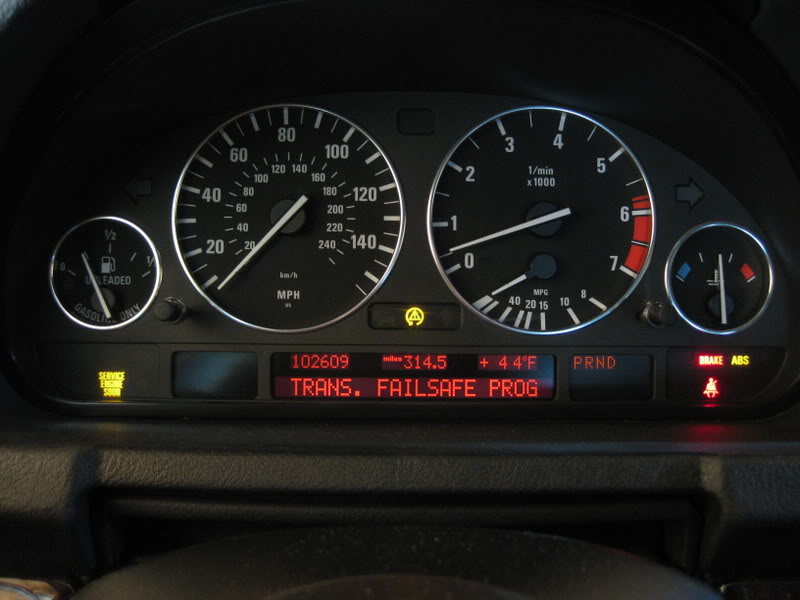 20 40 60 80 100 120 140
20 40 60 80 100 120 140 160 180 200 220 240
km/h
MPH
0 1 2 3 4 5 6 7
1/min
x1000
MPG
40 20 15 10 8
0 1/2 1/1
UNLEADED
GASOLINE ONLY
SERVICE
ENGINE
SOON
102609 miles 314.5 + 44°F
TRANS. FAILSAFE PROG
PRND
BRAKE ABS